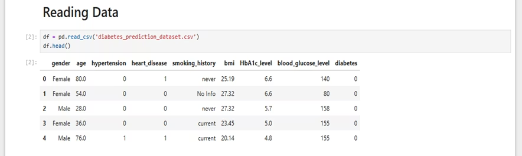 Reading Data
[2]: df = pd.read_csv('diabetes_prediction_dataset.csv')
df.head()
[2]: gender age hypertension heart_disease smoking_history bmi HbA1c_level blood_glucose_level diabetes
0 Female 80.0 0 1 never 25.19 6.6 140 0
1 Female 54.0 0 0 No Info 27.32 6.6 80 0
2 Male 28.0 0 0 never 27.32 5.7 158 0
3 Female 36.0 0 0 current 23.45 5.0 155 0
4 Male 76.0 1 1 current 20.14 4.8 155 0